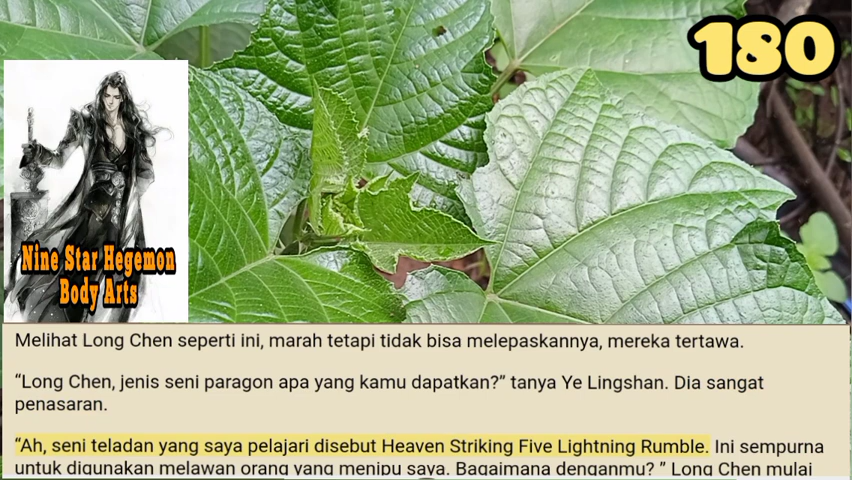 180
Nine Star Hegemon
Body Arts
Melihat Long Chen seperti ini, marah tetapi tidak bisa melepaskannya, mereka tertawa.
“Long Chen, jenis seni paragon apa yang kamu dapatkan?” tanya Ye Lingshan. Dia sangat
penasaran.
“Ah, seni teladan yang saya pelajari disebut Heaven Striking Five Lightning Rumble. Ini sempurna
untuk digunakan melawan orang yang menipu saya. Bagaimana denganmu? ” Long Chen mulai